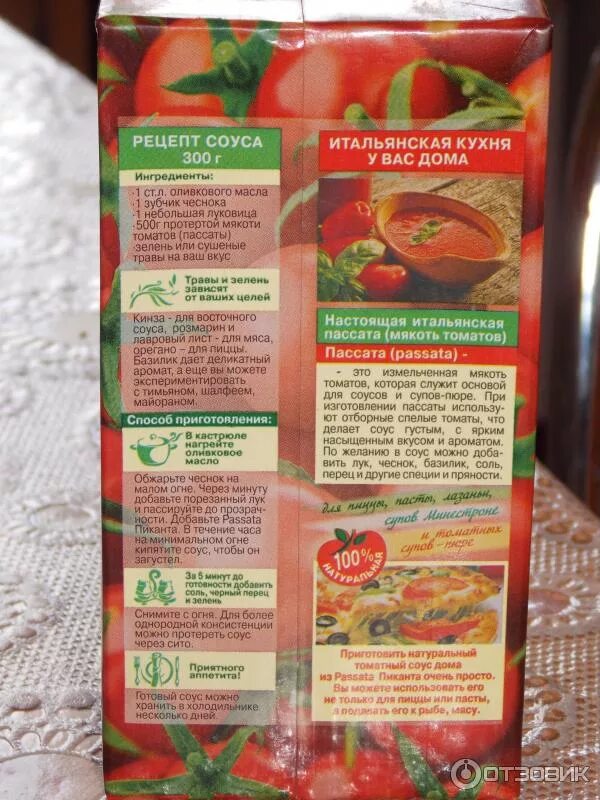 РЕЦЕПТ СОУСА
300 г
Ингредиенты:
·1 ст.л. оливкового масла
·1 зубчик чеснока
·1 небольшая луковица
·500г протертой мякоти
томатов (пассаты)
·зелень или сушеные
травы на ваш вкус
Травы и зелень
зависят
от ваших целей
Кинза - для восточного
соуса, розмарин и
лавровый лист - для мяса,
орегано – для пиццы.
Базилик дает деликатный
аромат, а еще вы можете
экспериментировать
с тимьяном, шалфеем,
майораном.
Способ приготовления:
В кастрюле
нагрейте
оливковое
масло
Обжарьте чеснок на
малом огне. Через минуту
добавьте порезанный лук
и пассируйте до прозрач-
ности. Добавьте Passata
Пиканта. В течение часа
на минимальном огне
кипятите соус, чтобы он
загустел.
За 5 минут до
готовности добавить
соль, черный перец
и зелень
Снимите с огня. Для более
однородной консистенции
можно протереть соус
через сито.
Приятного
аппетита!
Готовый соус можно
хранить в холодильнике
несколько дней.
ИТАЛЬЯНСКАЯ КУХНЯ
У ВАС ДОМА
Настоящая итальянская
пассата (мякоть томатов)
Пассата (passata) -
- это измельченная мякоть
томатов, которая служит основой
для соусов и супов-пюре. При
изготовлении пассаты использу-
ют отборные спелые томаты, что
делает соус густым, с ярким
насыщенным вкусом и ароматом.
По желанию в соус можно доба-
вить лук, чеснок, базилик, соль,
перец и другие специи и пряности.
для пиццы, пасты, лазаньи,
супов Минестроне
и томатных
супов-пюре
100%
НАТУРАЛЬНАЯ
Приготовить натуральный
томатный соус дома
из Passata Пиканта очень просто.
Вы можете использовать его
не только для пиццы или пасты,
а подавать его к рыбе, мясу.
ОТЗОВИК